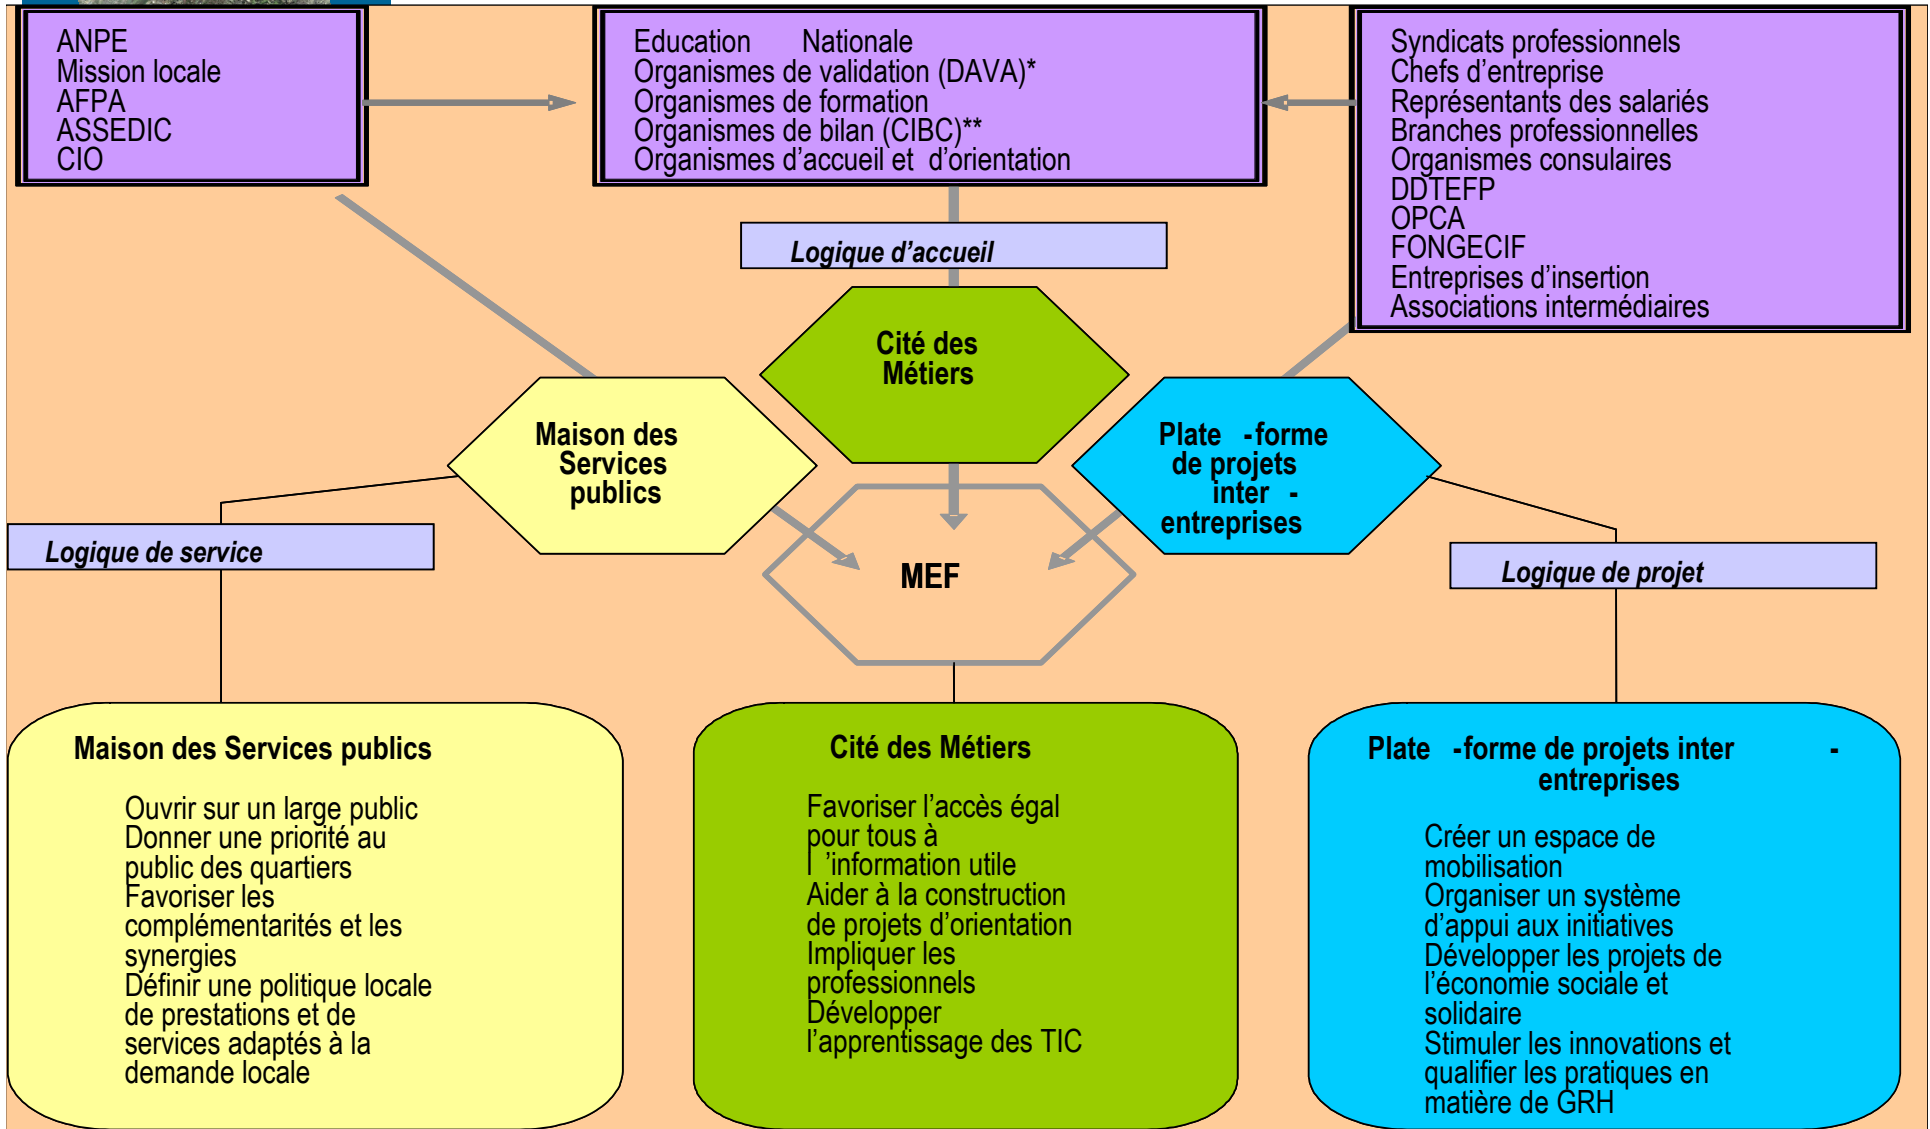 ANPE
Mission locale
AFPA
ASSEDIC
CIO
Education Nationale
Organismes de validation (DAVA)*
Organismes de formation
Organismes de bilan (CIBC)**
Organismes d’accueil et d’orientation
Syndicats professionnels
Chefs d’entreprise
Représentants des salariés
Branches professionnelles
Organismes consulaires
DDTEFP
OPCA
FONGECIF
Entreprises d’insertion
Associations intermédiaires
Logique d’accueil
Cité des
Métiers
Maison des
Services
publics
Plate -forme
de projets
inter -
entreprises
Logique de service
MEF
Logique de projet
Maison des Services publics
Ouvrir sur un large public
Donner une priorité au
public des quartiers
Favoriser les
complémentarités et les
synergies
Définir une politique locale
de prestations et de
services adaptés à la
demande locale
Cité des Métiers
Favoriser l’accès égal
pour tous à
l ’information utile
Aider à la construction
de projets d’orientation
Impliquer les
professionnels
Développer
l’apprentissage des TIC
Plate -forme de projets inter -
entreprises
Créer un espace de
mobilisation
Organiser un système
d’appui aux initiatives
Développer les projets de
l’économie sociale et
solidaire
Stimuler les innovations et
qualifier les pratiques en
matière de GRH